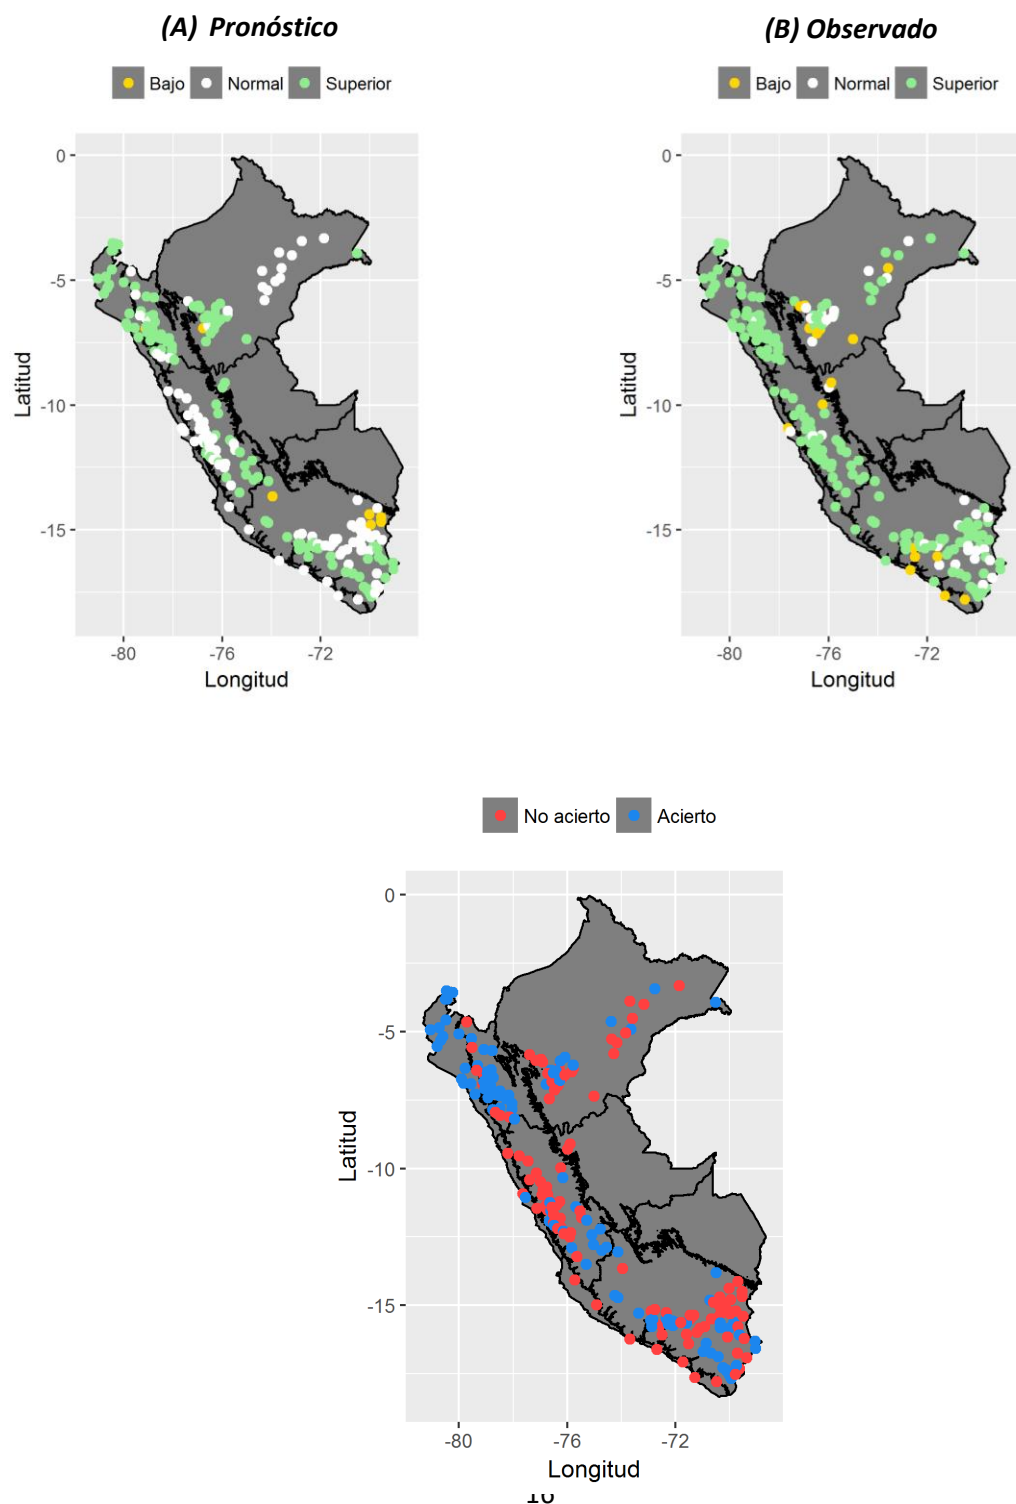 (A) Pronóstico
(B) Observado
Bajo Normal Superior
Bajo Normal Superior
0
-5
-10
-15
Latitud
-80 -76 -72
Longitud
0
-5
-10
-15
Latitud
-80 -76 -72
Longitud
No acierto Acierto
0
-5
-10
-15
Latitud
-80 -76 -72
Longitud
16